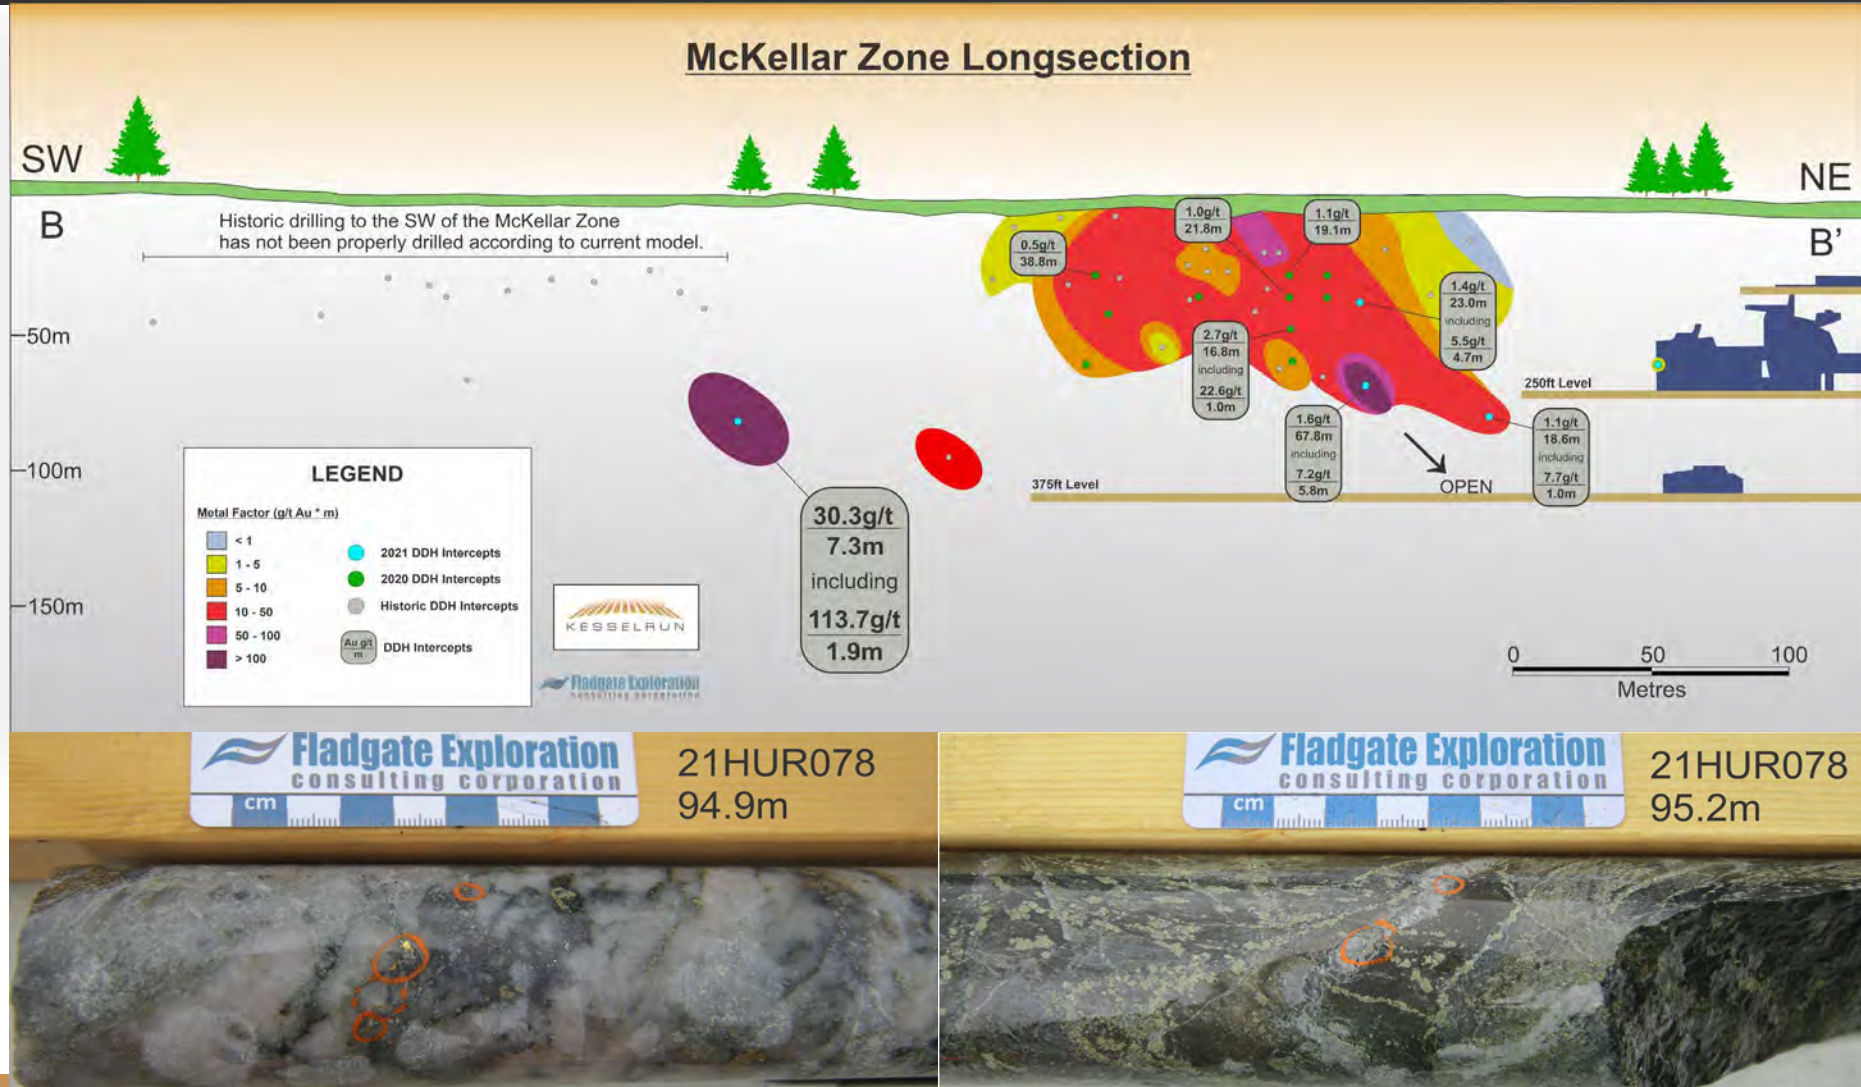 McKellar Zone Longsection
SW
NE
B
B’
Historic drilling to the SW of the McKellar Zone
has not been properly drilled according to current model.
50m
100m
150m
0.5g/t
38.8m
1.0g/t
21.8m
1.1g/t
19.1m
1.4g/t
23.0m
including
5.5g/t
4.7m
2.7g/t
16.8m
including
22.6g/t
1.0m
1.6g/t
67.8m
including
7.2g/t
5.8m
1.1g/t
18.6m
including
7.7g/t
1.0m
250ft Level
375ft Level
OPEN
30.3g/t
7.3m
including
113.7g/t
1.9m
LEGEND
Metal Factor (g/t Au * m)
< 1
1 - 5
5 - 10
10 - 50
50 - 100
> 100
2021 DDH Intercepts
2020 DDH Intercepts
Historic DDH Intercepts
Au g/t
m
DDH Intercepts
KESSELRUN
Fladgate Exploration
consulting corporation
0 50 100
Metres
Fladgate Exploration
consulting corporation
cm
21HUR078
94.9m
Fladgate Exploration
consulting corporation
cm
21HUR078
95.2m